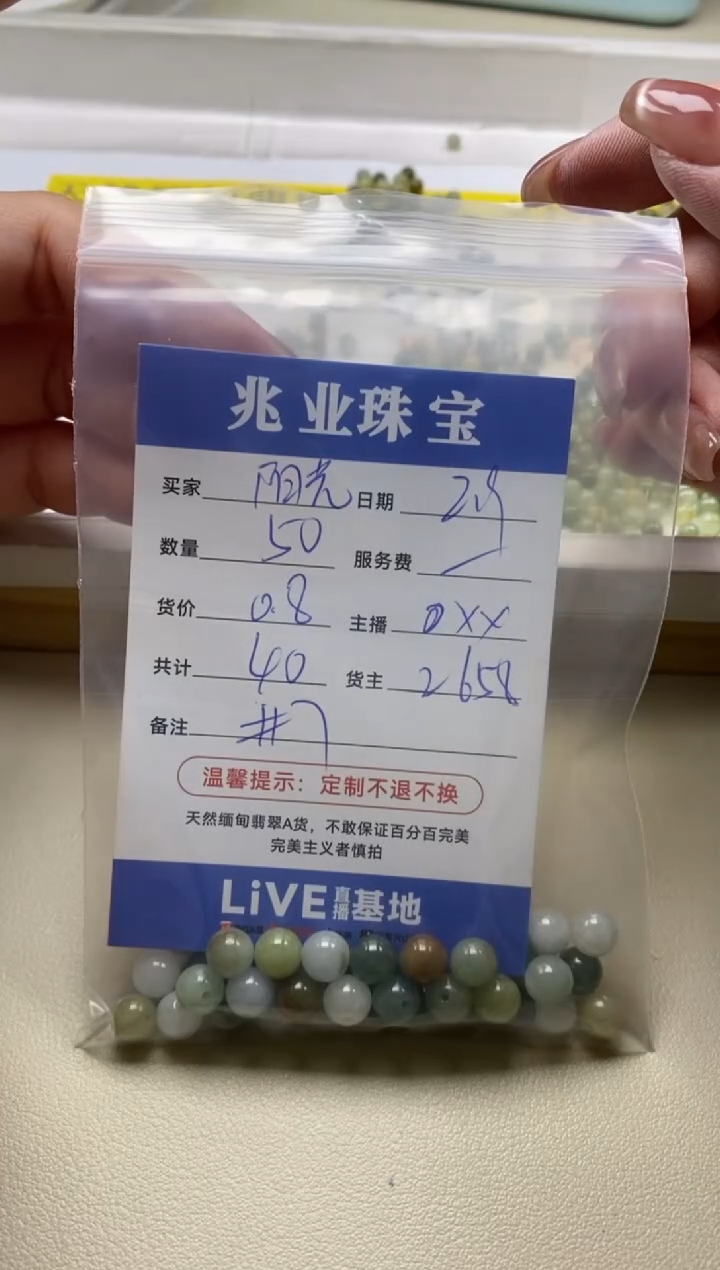 兆业珠宝
买家 阳光 日期
数量 50 服务费
货价 0.8 主播 0XX
共计 40 货主 2658
备注 #7
温馨提示：定制不退不换
天然缅甸翡翠A货，不敢保证百分百完美
完美主义者慎拍
LiVE直播基地